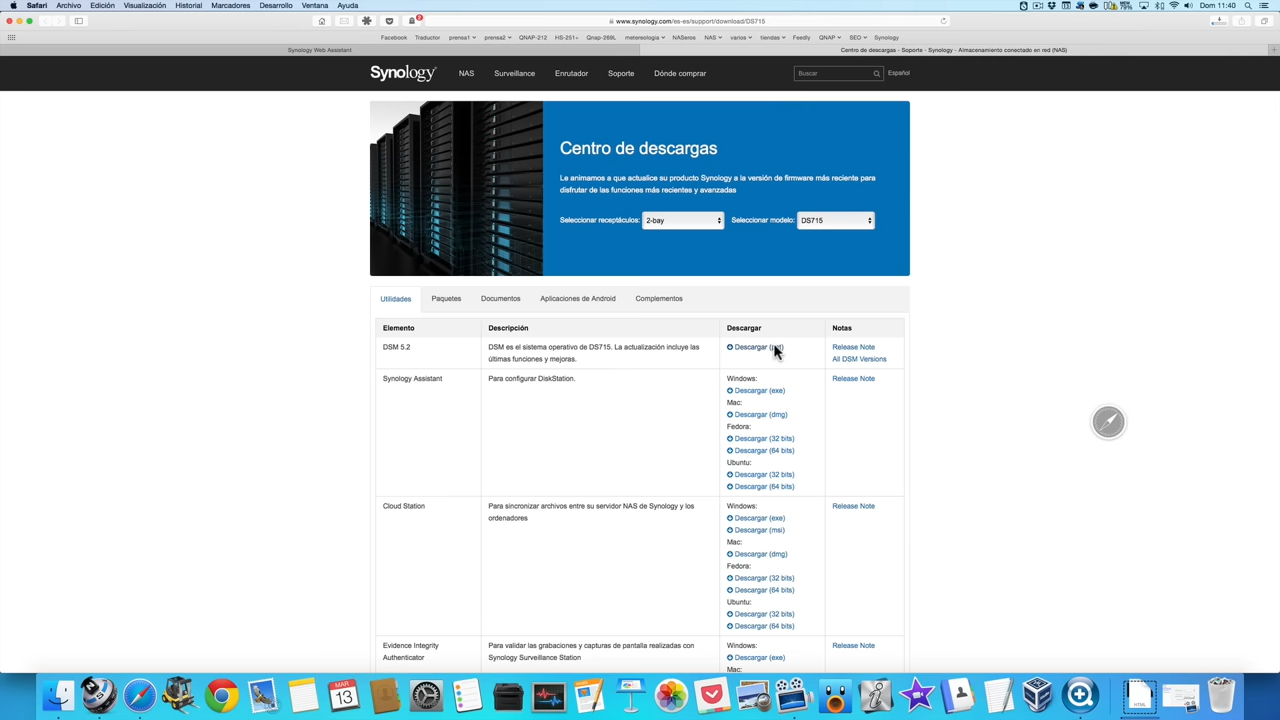 Safari Archivo Edición Visualización Historial Marcadores Desarrollo Ventana Ayuda
Dom 11:40
2
www.synology.com/es-es/support/download/DS715
Facebook Traductor prensa1 prensa2 QNAP-212 HS-251+ Qnap-269L metereologia NASeros NAS varios tiendas Feedly QNAP SEO Synology
Synology Web Assistant
Centro de descargas - Soporte - Synology - Almacenamiento conectado en red (NAS)
Synology
NAS Surveillance Enrutador Soporte Dónde comprar
Buscar
Español
Centro de descargas
Le animamos a que actualice su producto Synology a la versión de firmware más reciente para
disfrutar de las funciones más recientes y avanzadas
Seleccionar receptáculos: 2-bay Seleccionar modelo: DS715
Utilidades Paquetes Documentos Aplicaciones de Android Complementos
Elemento Descripción Descargar Notas
DSM 5.2 DSM es el sistema operativo de DS715. La actualización incluye las Descargar Release Note
últimas funciones y mejoras. All DSM Versions
Synology Assistant Para configurar DiskStation. Windows: Release Note
Descargar (exe)
Mac:
Descargar (dmg)
Fedora:
Descargar (32 bits)
Descargar (64 bits)
Ubuntu:
Descargar (32 bits)
Descargar (64 bits)
Cloud Station Para sincronizar archivos entre su servidor NAS de Synology y los Windows: Release Note
ordenadores Descargar (exe)
Descargar (msi)
Mac:
Descargar (dmg)
Fedora:
Descargar (32 bits)
Descargar (64 bits)
Ubuntu:
Descargar (32 bits)
Descargar (64 bits)
Evidence Integrity Para validar las grabaciones y capturas de pantalla realizadas con Windows: Release Note
Authenticator Synology Surveillance Station Descargar (exe)
Mac:
MAR
13
HTML